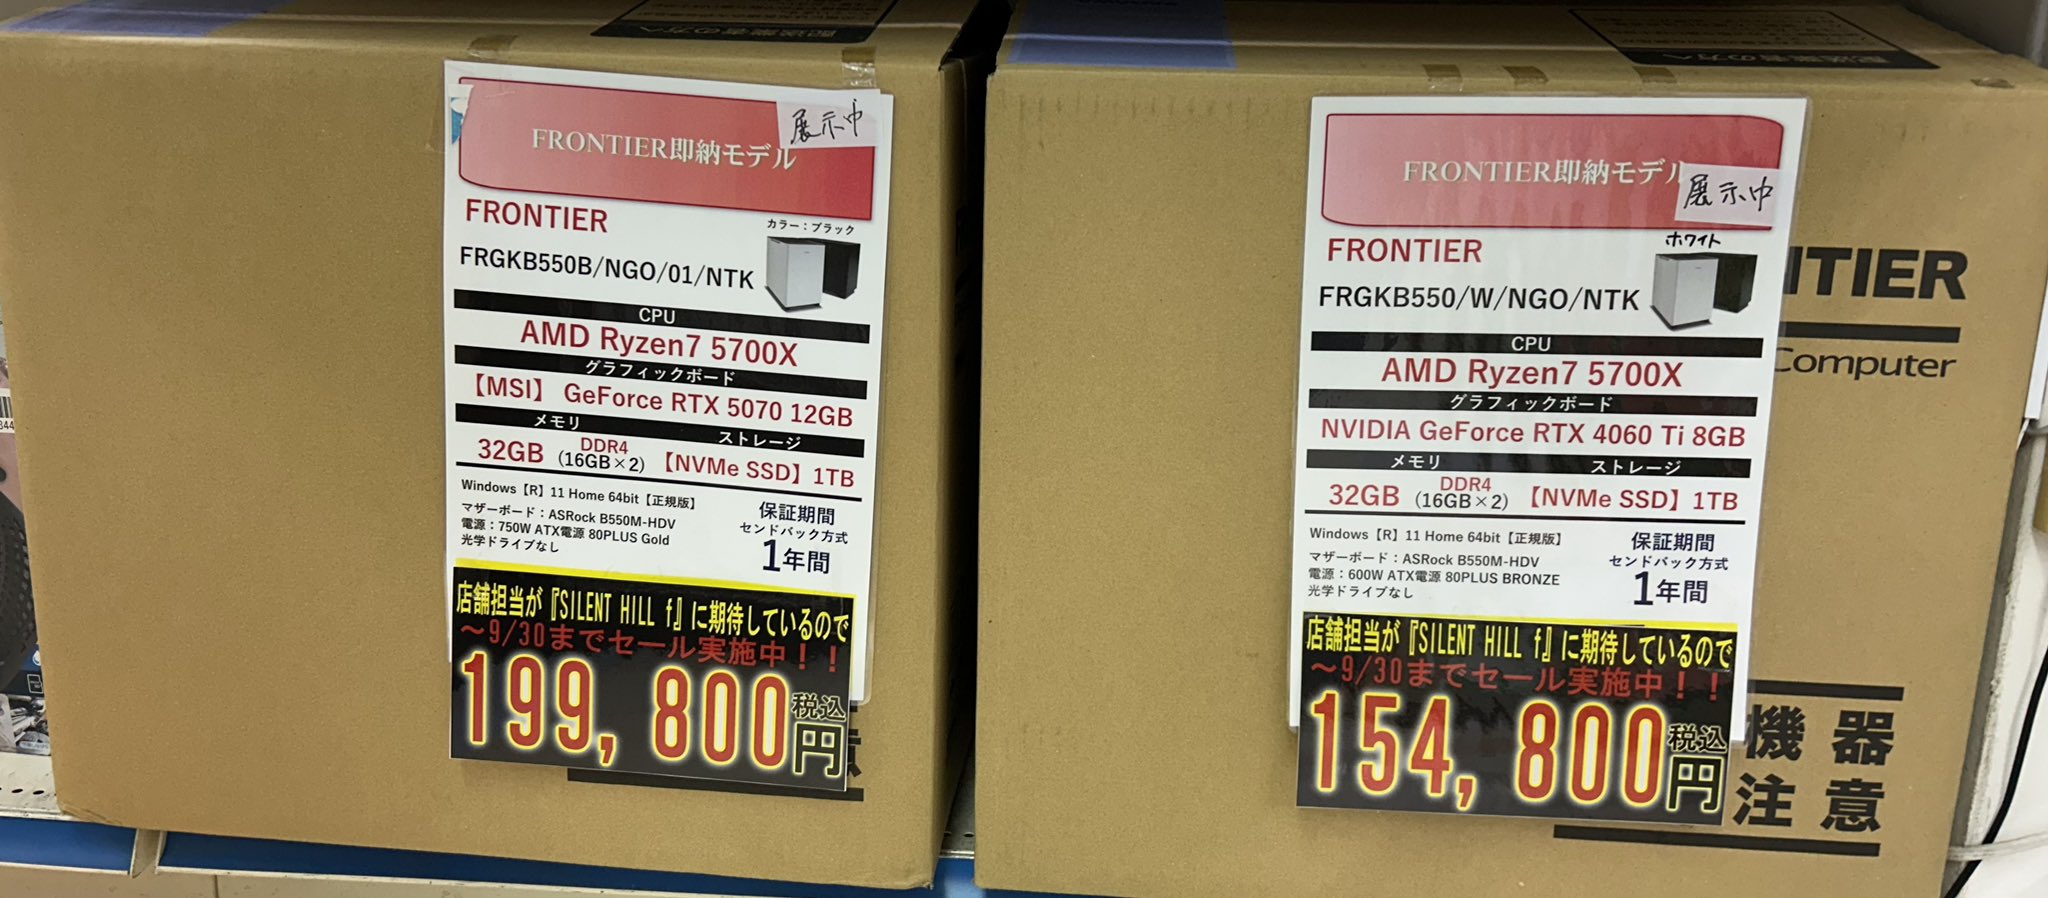 配送業者の方へ
展示中
FRONTIER即納モデル
FRONTIER
カラー：ブラック
FRGKB550B/NGO/01/NTK
CPU
AMD Ryzen7 5700X
グラフィックボード
【MSI】 GeForce RTX 5070 12GB
メモリ ストレージ
32GB DDR4 (16GB×2) 【NVMe SSD】1TB
Windows【R】11 Home 64bit【正規版】
マザーボード：ASRock B550M-HDV
電源：750W ATX電源 80PLUS Gold
光学ドライブなし
保証期間
センドバック方式
1年間
店舗担当が『SILENT HILL f』に期待しているので
～9/30までセール実施中！！
199,800円 税込
配送業者の方へ
展示中
FRONTIER即納モデル
FRONTIER
ホワイト
FRGKB550/W/NGO/NTK
CPU
AMD Ryzen7 5700X
グラフィックボード
NVIDIA GeForce RTX 4060 Ti 8GB
メモリ ストレージ
32GB DDR4 (16GB×2) 【NVMe SSD】1TB
Windows【R】11 Home 64bit【正規版】
マザーボード：ASRock B550M-HDV
電源：600W ATX電源 80PLUS BRONZE
光学ドライブなし
保証期間
センドバック方式
1年間
店舗担当が『SILENT HILL f』に期待しているので
～9/30までセール実施中！！
154,800円 税込
NTIER
Computer
機器
注意